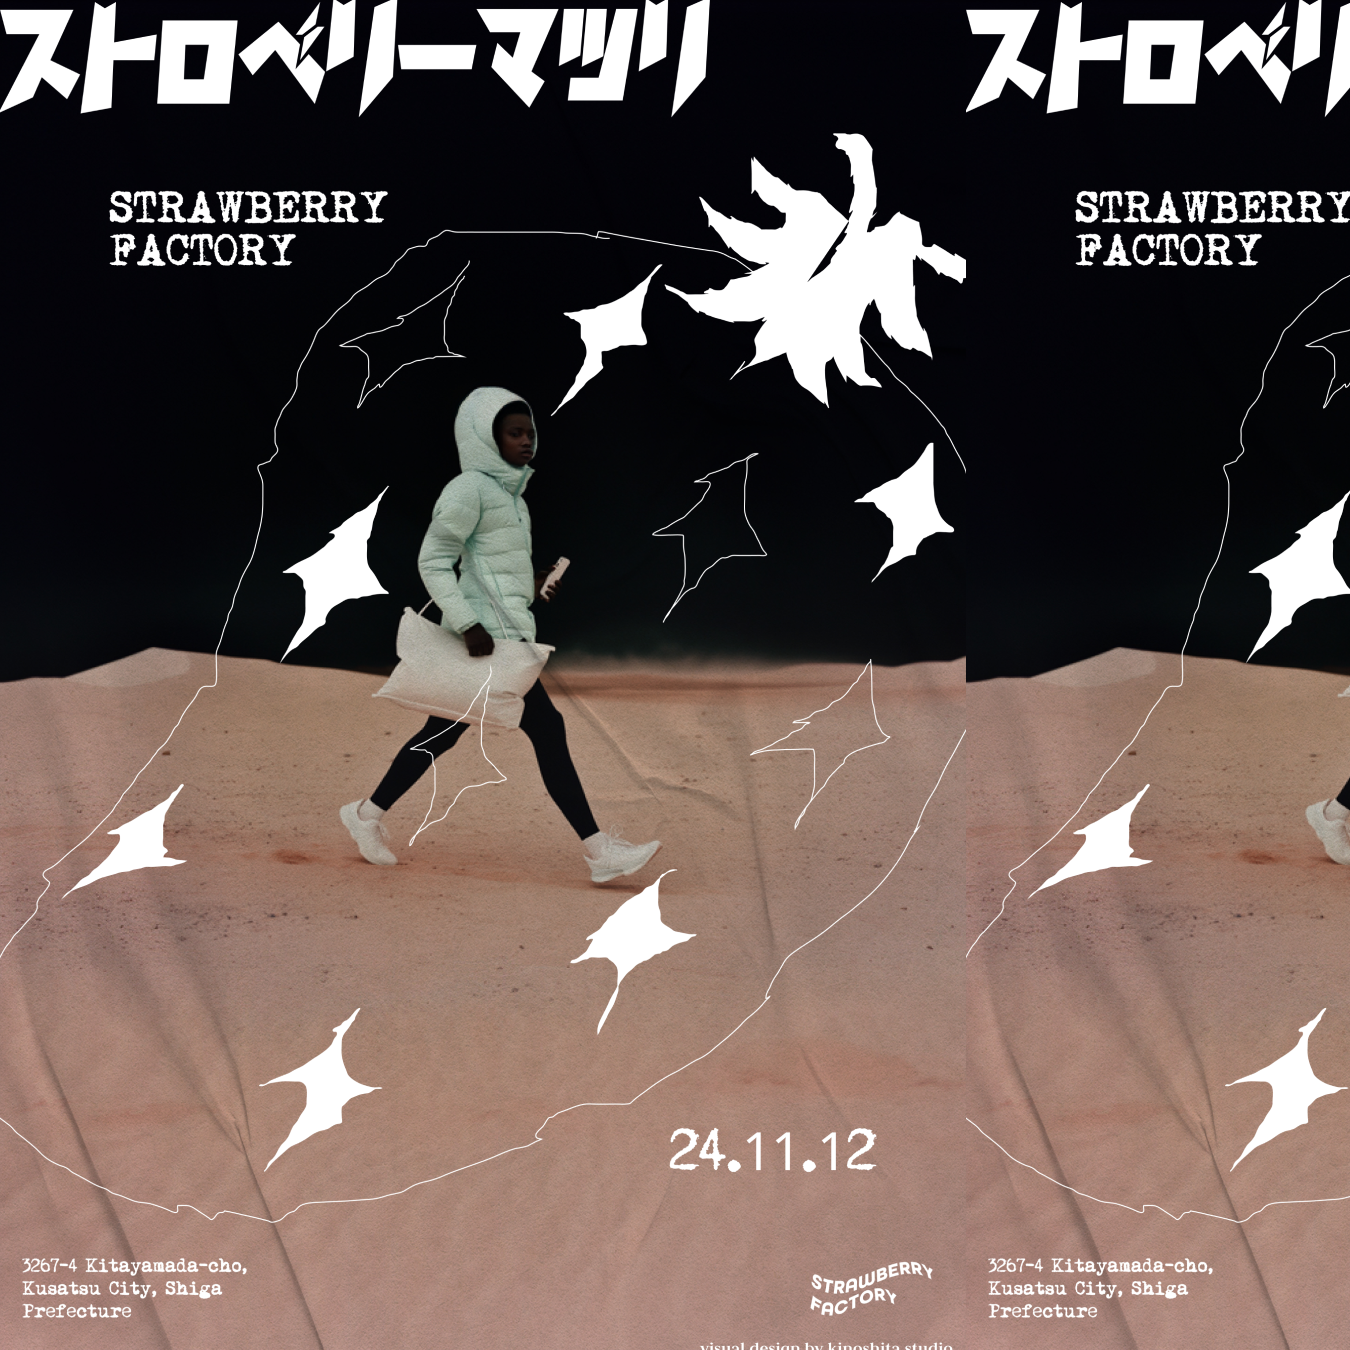 ストロベリーマツリ
STRAWBERRY
FACTORY
24.11.12
3267-4 Kitayamada-cho,
Kusatsu City, Shiga
Prefecture
STRAWBERRY
FACTORY
visual design by kinoshita studio
ストロベリ
STRAWBERRY
FACTORY
3267-4 Kitayamada-cho,
Kusatsu City, Shiga
Prefecture